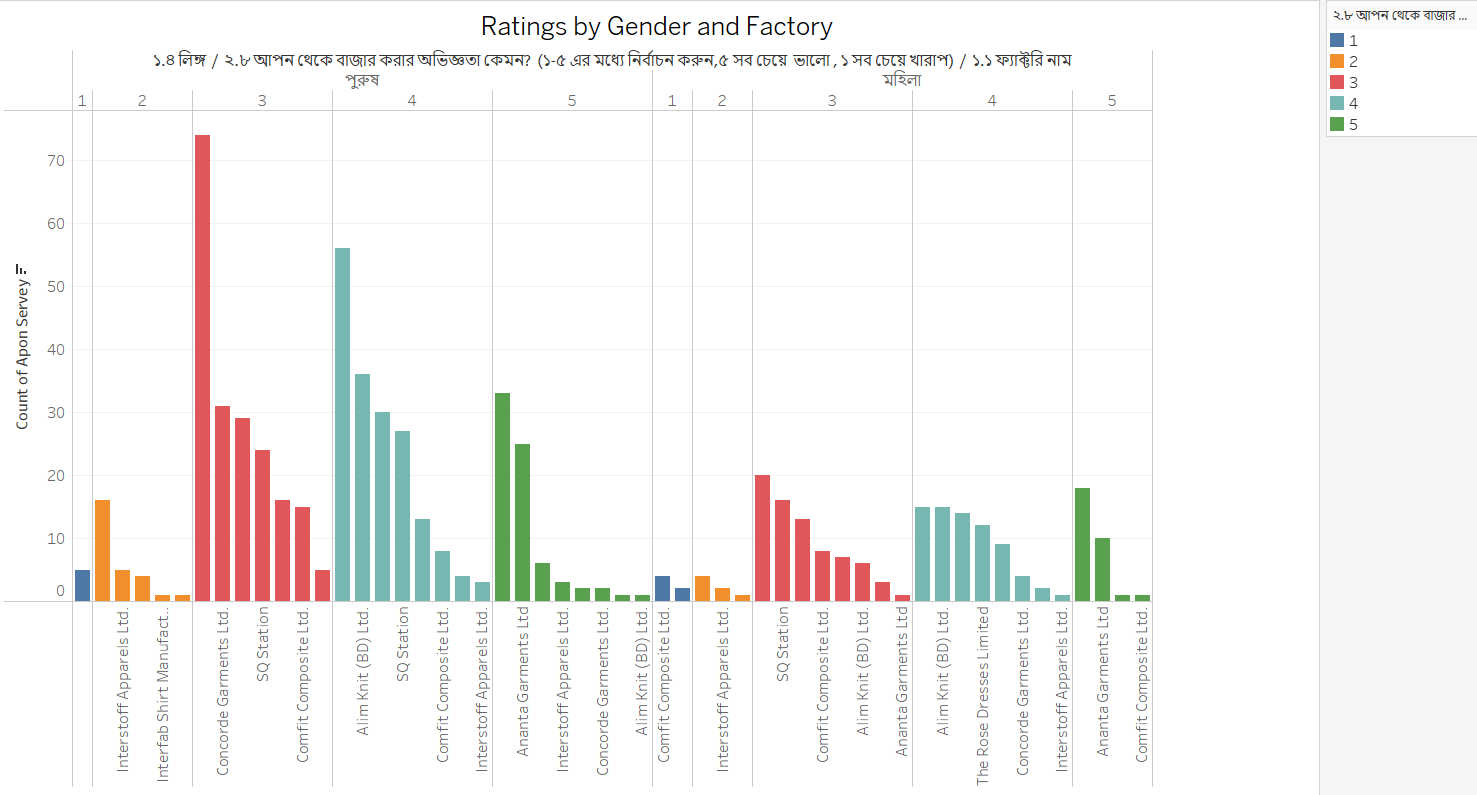 Ratings by Gender and Factory
১.৪ লিঙ্গ / ২.৮ আপন থেকে বাজার করার অভিজ্ঞতা কেমন? (১-৫ এর মধ্যে নির্বাচন করুন,৫ সব চেয়ে ভালো , ১ সব চেয়ে খারাপ) / ১.১ ফ্যাক্টরি নাম
পুরুষ মহিলা
1 2 3 4 5 1 2 3 4 5
Count of Apon Servey
70
60
50
40
30
20
10
0
Interstoff Apparels Ltd.
Interfab Shirt Manufact...
Concorde Garments Ltd.
SQ Station
Comfit Composite Ltd.
Alim Knit (BD) Ltd.
SQ Station
Comfit Composite Ltd.
Interstoff Apparels Ltd.
Ananta Garments Ltd
Interstoff Apparels Ltd.
Concorde Garments Ltd.
Alim Knit (BD) Ltd.
Comfit Composite Ltd.
Interstoff Apparels Ltd.
SQ Station
Comfit Composite Ltd.
Alim Knit (BD) Ltd.
Ananta Garments Ltd
Alim Knit (BD) Ltd.
The Rose Dresses Limited
Concorde Garments Ltd.
Interstoff Apparels Ltd.
Ananta Garments Ltd
Comfit Composite Ltd.
২.৮ আপন থেকে বাজার ...
1
2
3
4
5